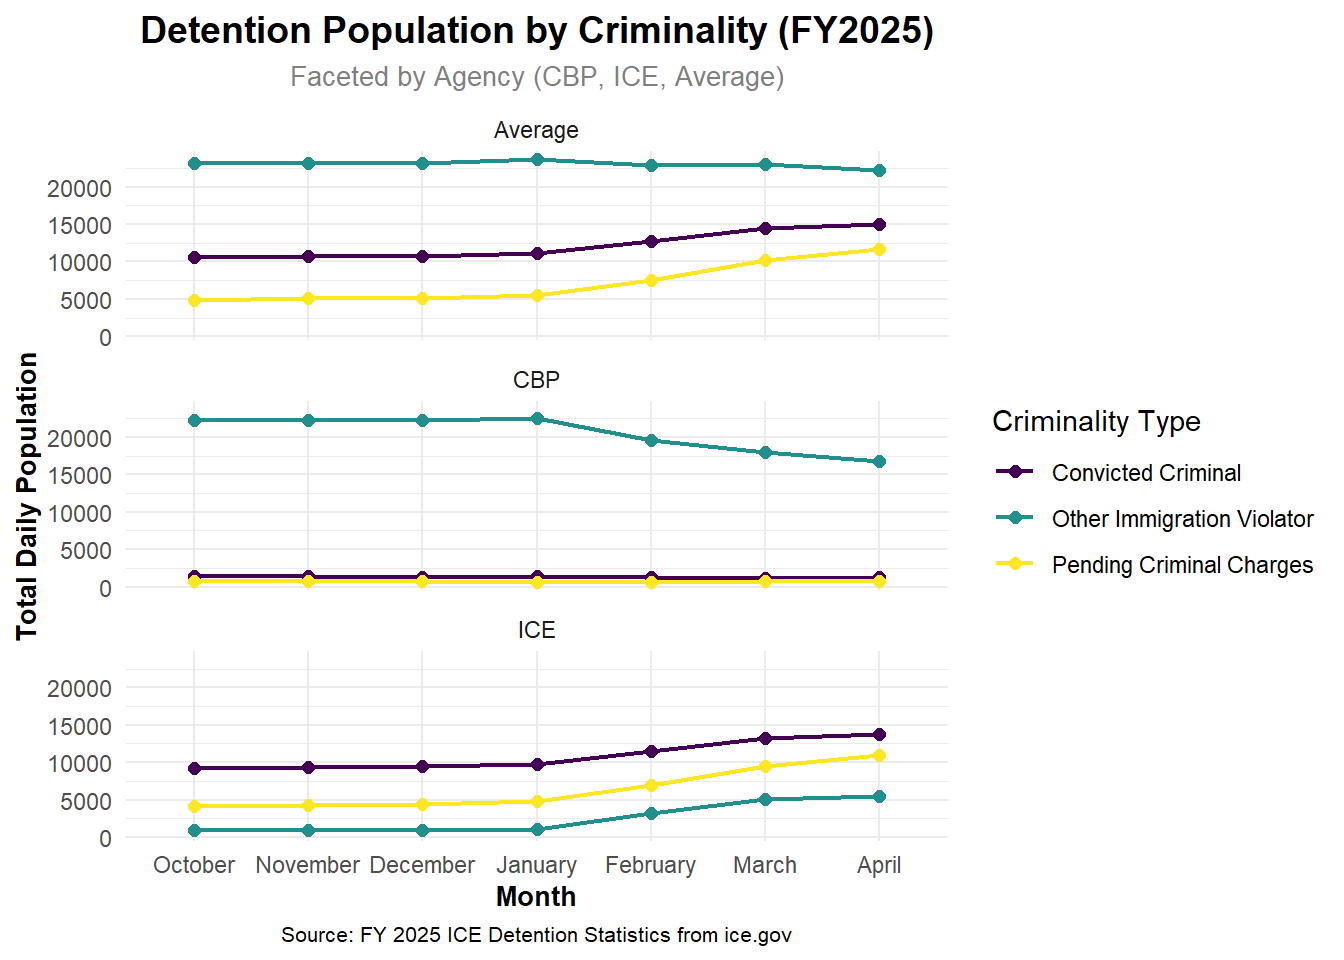 Detention Population by Criminality (FY2025)
Faceted by Agency (CBP, ICE, Average)
Average
20000
15000
10000
5000
0
CBP
20000
15000
10000
5000
0
ICE
20000
15000
10000
5000
0
Total Daily Population
October November December January February March April
Month
Source: FY 2025 ICE Detention Statistics from ice.gov
Criminality Type
Convicted Criminal
Other Immigration Violator
Pending Criminal Charges